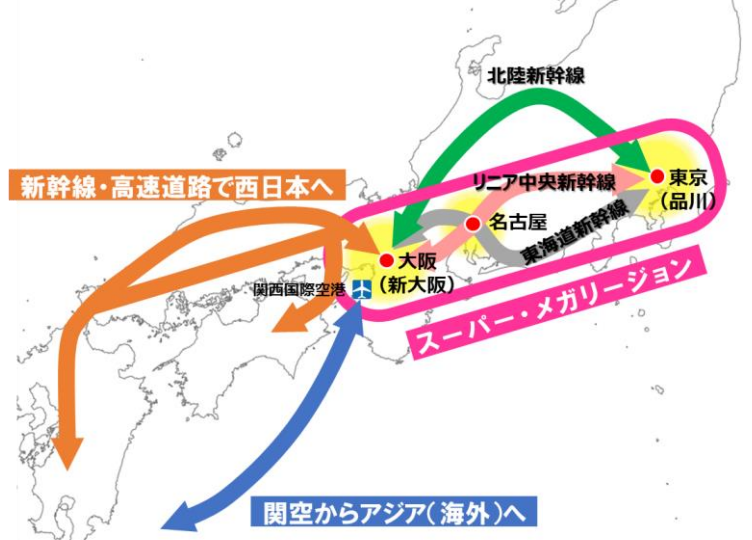 北陸新幹線
新幹線・高速道路で西日本へ
リニア中央新幹線
東京
（品川）
名古屋
東海道新幹線
大阪
（新大阪）
関西国際空港
スーパー・メガリージョン
関空からアジア（海外）へ